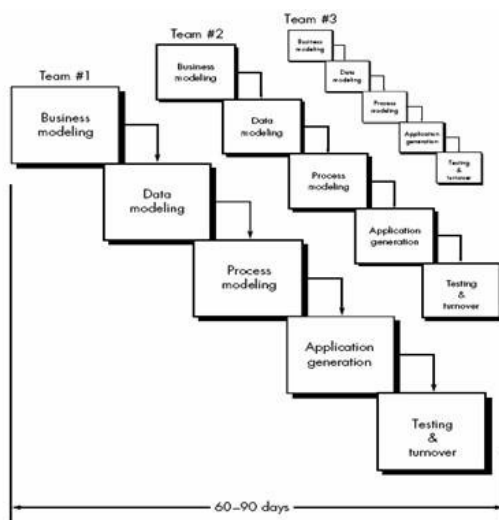 Team #1
Business
modeling
Data
modeling
Process
modeling
Application
generation
Testing
&
turnover
Team #2
Business
modeling
Data
modeling
Process
modeling
Application
generation
Testing
&
turnover
Team #3
Business
modeling
Data
modeling
Process
modeling
Application
generation
Testing
&
turnover
60–90 days